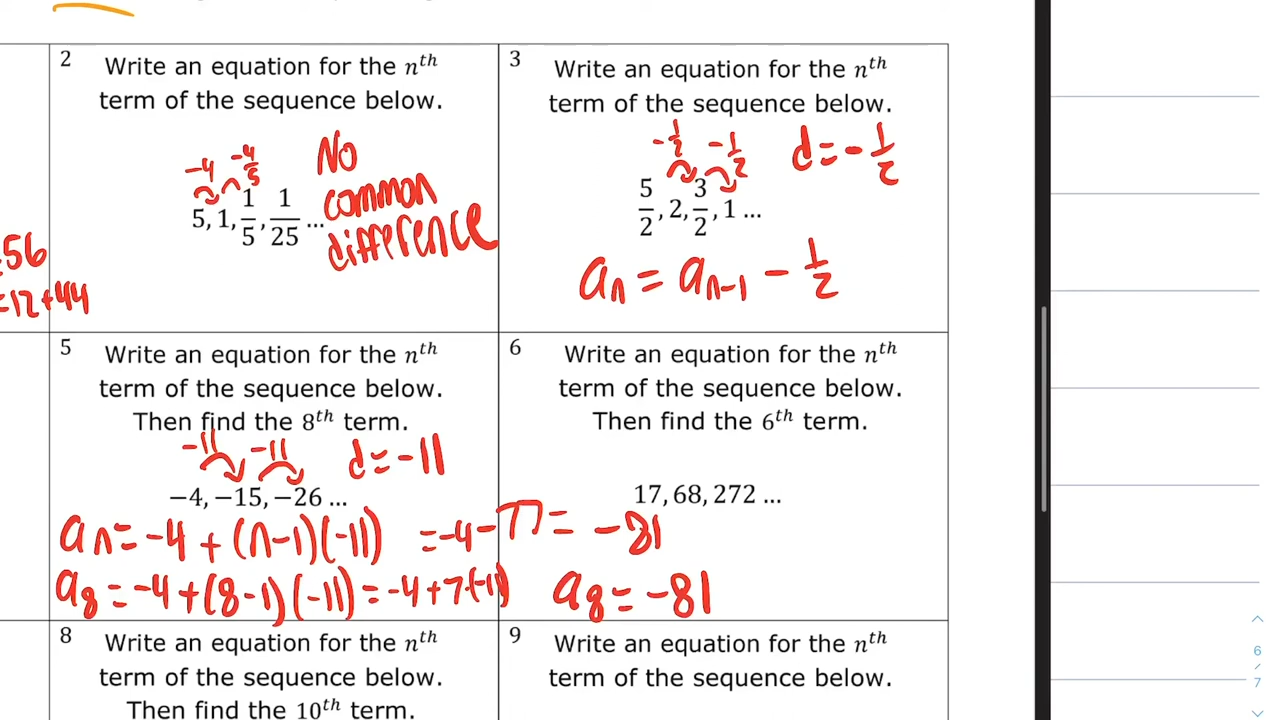 2 Write an equation for the nth
term of the sequence below.
-4 -4/5 No
common
difference
5, 1, 1/5, 1/25 ...
=56
=12+44
3 Write an equation for the nth
term of the sequence below.
-1/2 -1/2 d=-1/2
5/2, 2, 3/2, 1 ...
an = an-1 - 1/2
5 Write an equation for the nth
term of the sequence below.
Then find the 8th term.
-11 -11 d=-11
−4, −15, −26 ...
an = -4 + (n-1)(-11) = -4 - 77 = -81
a8 = -4 + (8-1)(-11) = -4 + 7·(-11) a8 = -81
6 Write an equation for the nth
term of the sequence below.
Then find the 6th term.
17, 68, 272 ...
8 Write an equation for the nth
term of the sequence below.
Then find the 10th term.
9 Write an equation for the nth
term of the sequence below.
6
/
7